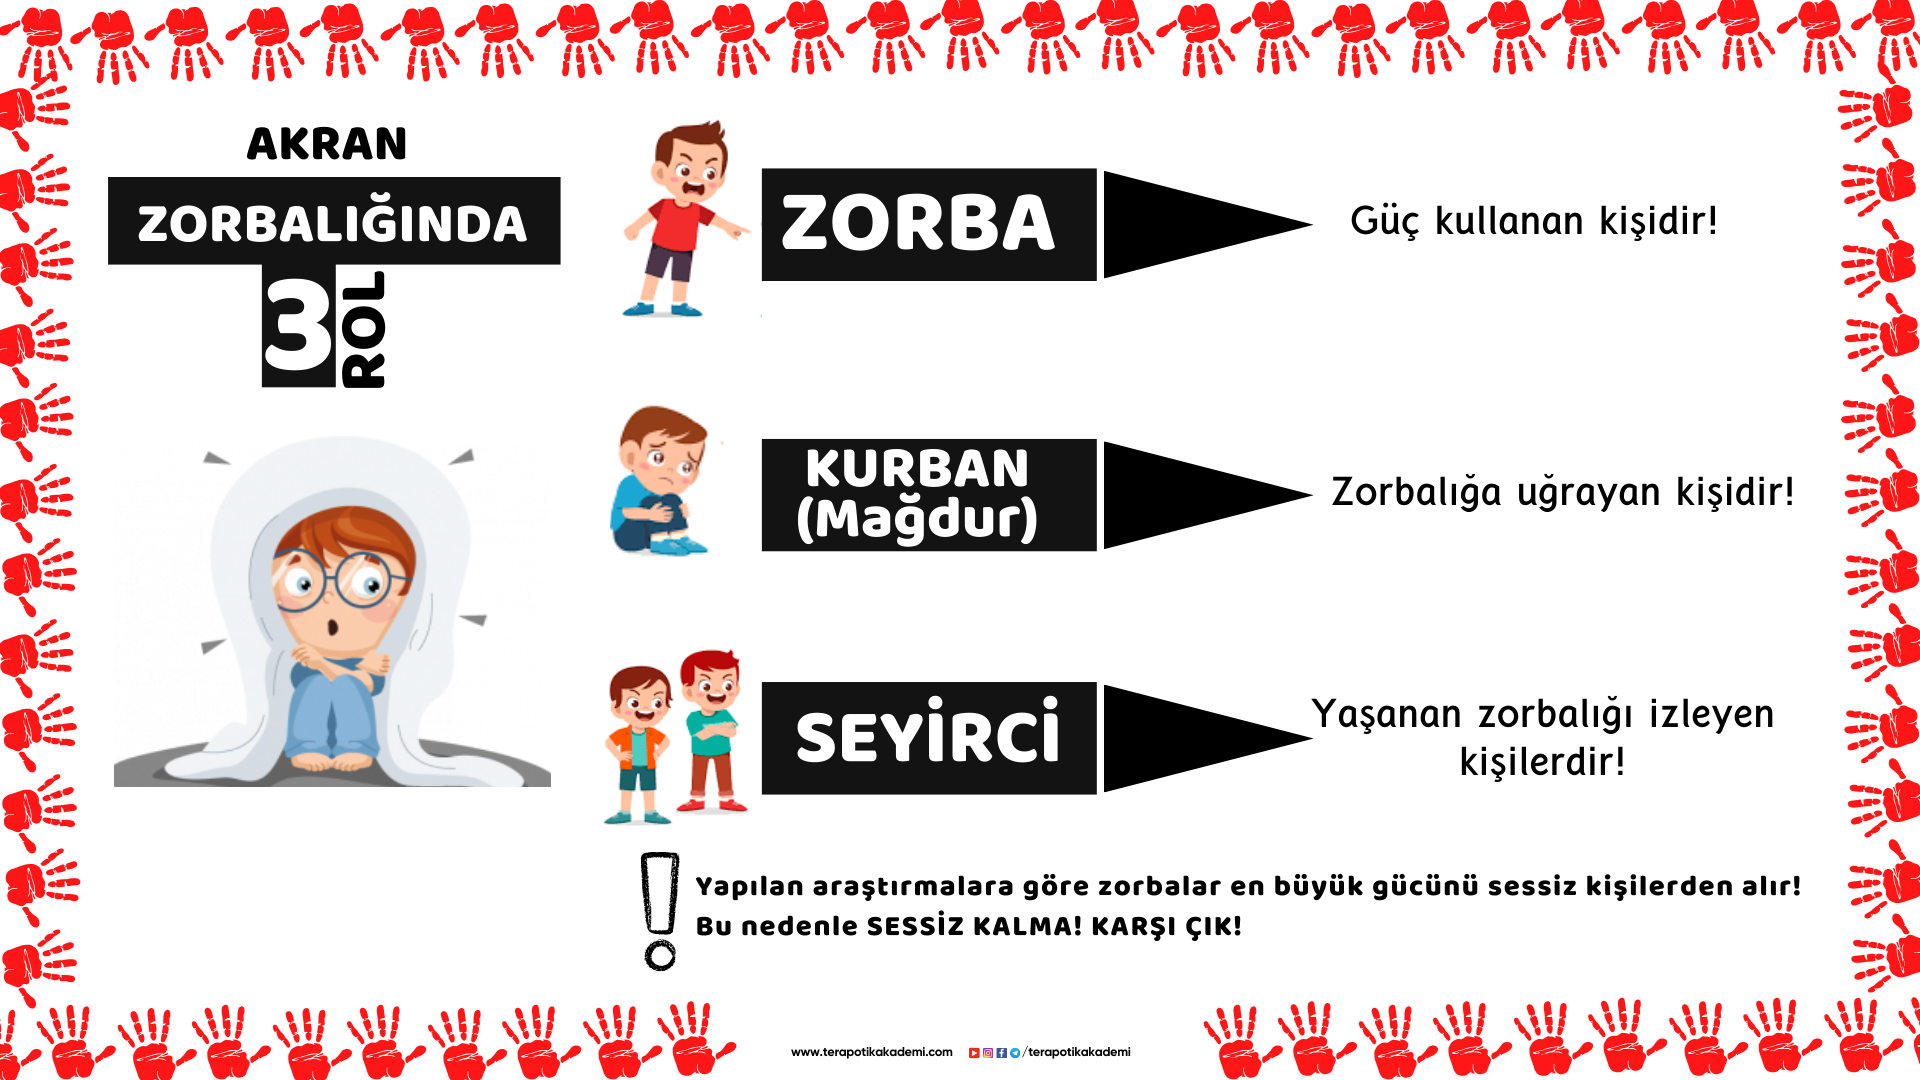 AKRAN
ZORBALIĞINDA
3
ROL
ZORBA
Güç kullanan kişidir!
KURBAN
(Mağdur)
Zorbalığa uğrayan kişidir!
SEYİRCİ
Yaşanan zorbalığı izleyen
kişilerdir!
Yapılan araştırmalara göre zorbalar en büyük gücünü sessiz kişilerden alır!
Bu nedenle SESSİZ KALMA! KARŞI ÇIK!
www.terapotikakademi.com /terapotikakademi